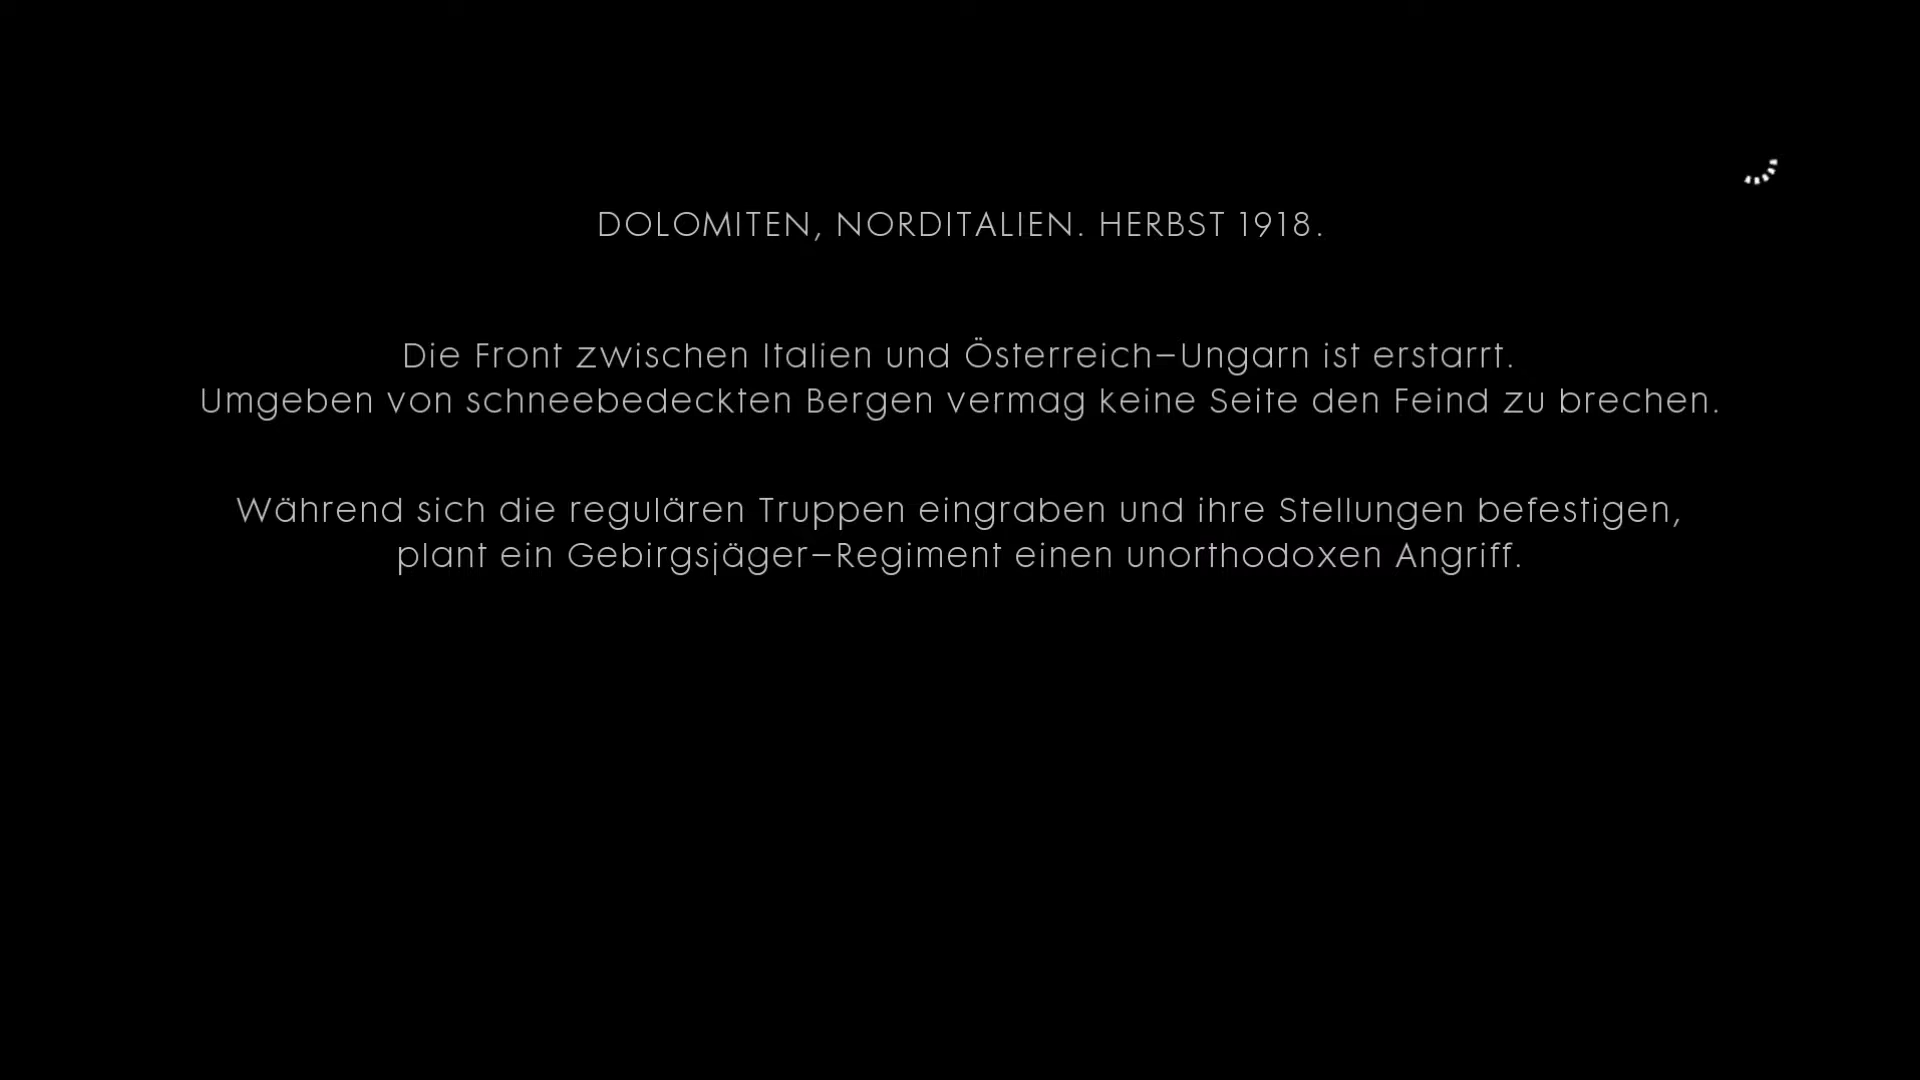 DOLOMITEN, NORDITALIEN. HERBST 1918.
Die Front zwischen Italien und Österreich–Ungarn ist erstarrt.
Umgeben von schneebedeckten Bergen vermag keine Seite den Feind zu brechen.
Während sich die regulären Truppen eingraben und ihre Stellungen befestigen,
plant ein Gebirgsjäger–Regiment einen unorthodoxen Angriff.